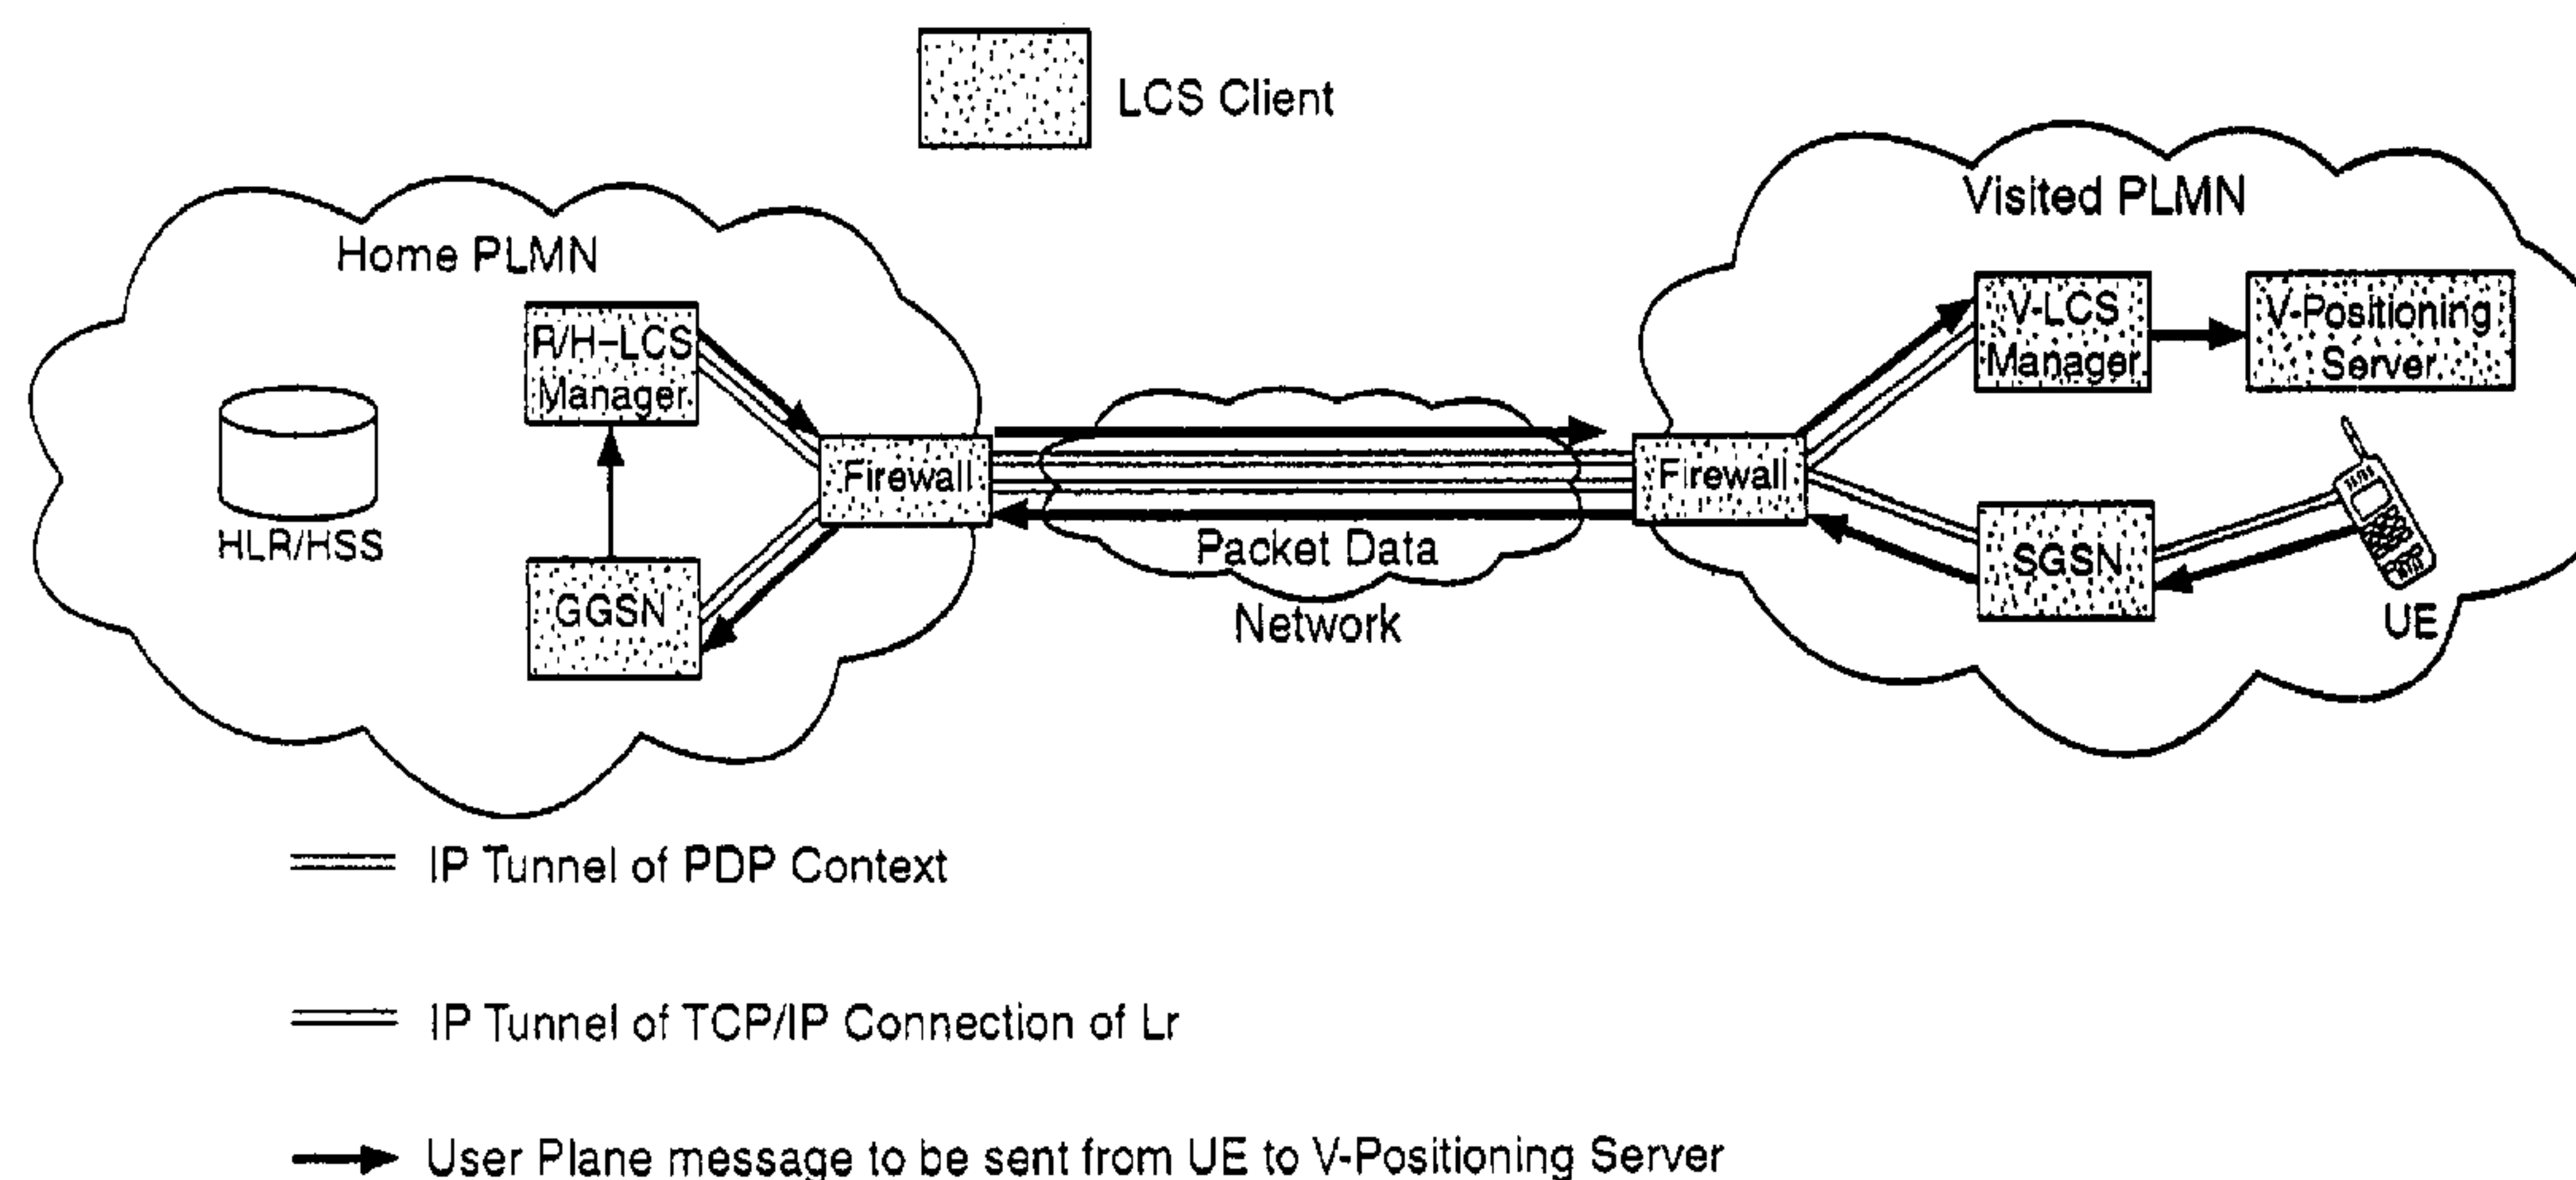 LCS Client
Home PLMN
Visited PLMN
R/H-LCS
Manager
V-LCS
Manager
V-Positioning
Server
Firewall
Firewall
HLR/HSS
GGSN
Packet Data
Network
SGSN
UE
IP Tunnel of PDP Context
IP Tunnel of TCP/IP Connection of Lr
User Plane message to be sent from UE to V-Positioning Server